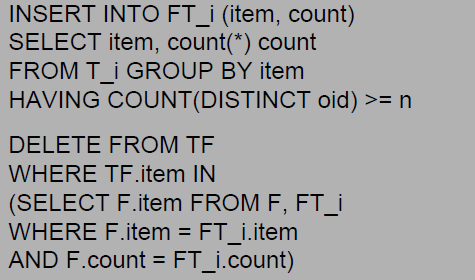 INSERT INTO FT_i (item, count)
SELECT item, count(*) count
FROM T_i GROUP BY item
HAVING COUNT(DISTINCT oid) >= n
DELETE FROM TF
WHERE TF.item IN
(SELECT F.item FROM F, FT_i
WHERE F.item = FT_i.item
AND F.count = FT_i.count)